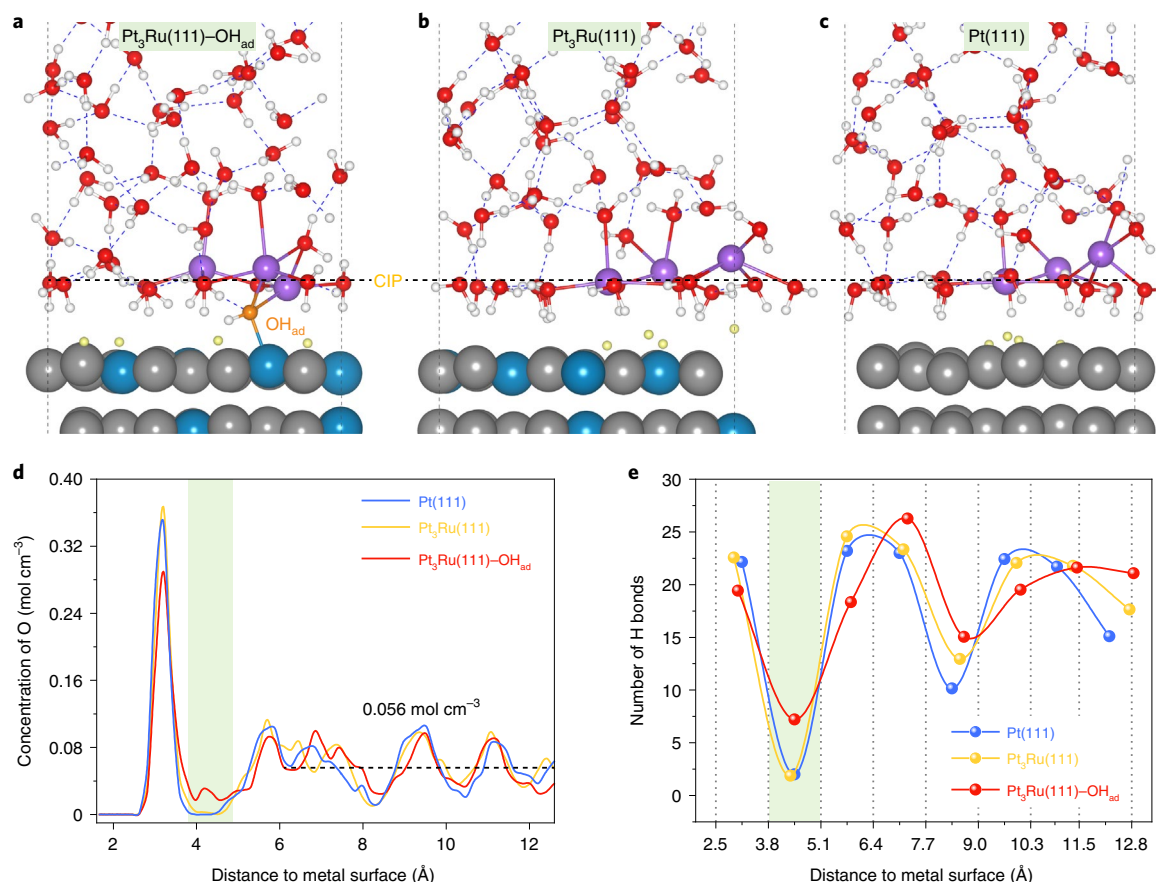 a
Pt₃Ru(111)–OHad
b
Pt₃Ru(111)
c
Pt(111)
CIP
OHad
d
Concentration of O (mol cm⁻³)
0.40
0.32
0.24
0.16
0.08
0
Pt(111)
Pt₃Ru(111)
Pt₃Ru(111)–OHad
0.056 mol cm⁻³
2 4 6 8 10 12
Distance to metal surface (Å)
e
Number of H bonds
30
25
20
15
10
5
0
Pt(111)
Pt₃Ru(111)
Pt₃Ru(111)–OHad
2.5 3.8 5.1 6.4 7.7 9.0 10.3 11.5 12.8
Distance to metal surface (Å)